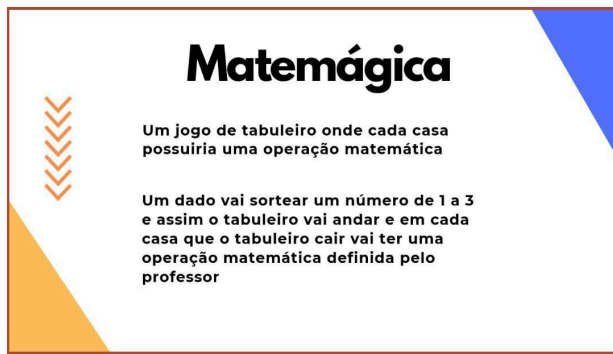 Matemágica
Um jogo de tabuleiro onde cada casa
possuiria uma operação matemática
Um dado vai sortear um número de 1 a 3
e assim o tabuleiro vai andar e em cada
casa que o tabuleiro cair vai ter uma
operação matemática definida pelo
professor